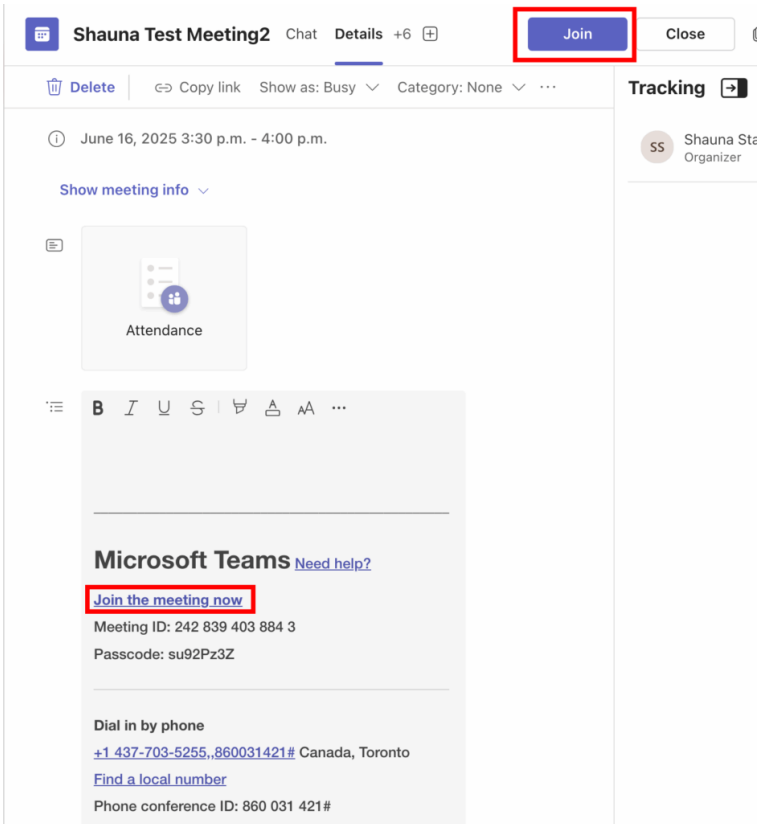 Shauna Test Meeting2 Chat Details +6 Join Close
Delete Copy link Show as: Busy Category: None ...
Tracking
June 16, 2025 3:30 p.m. - 4:00 p.m.
SS Shauna
Organizer
Show meeting info
Attendance
B I U S AA ...
Microsoft Teams Need help?
Join the meeting now
Meeting ID: 242 839 403 884 3
Passcode: su92Pz3Z
Dial in by phone
+1 437-703-5255,,860031421# Canada, Toronto
Find a local number
Phone conference ID: 860 031 421#